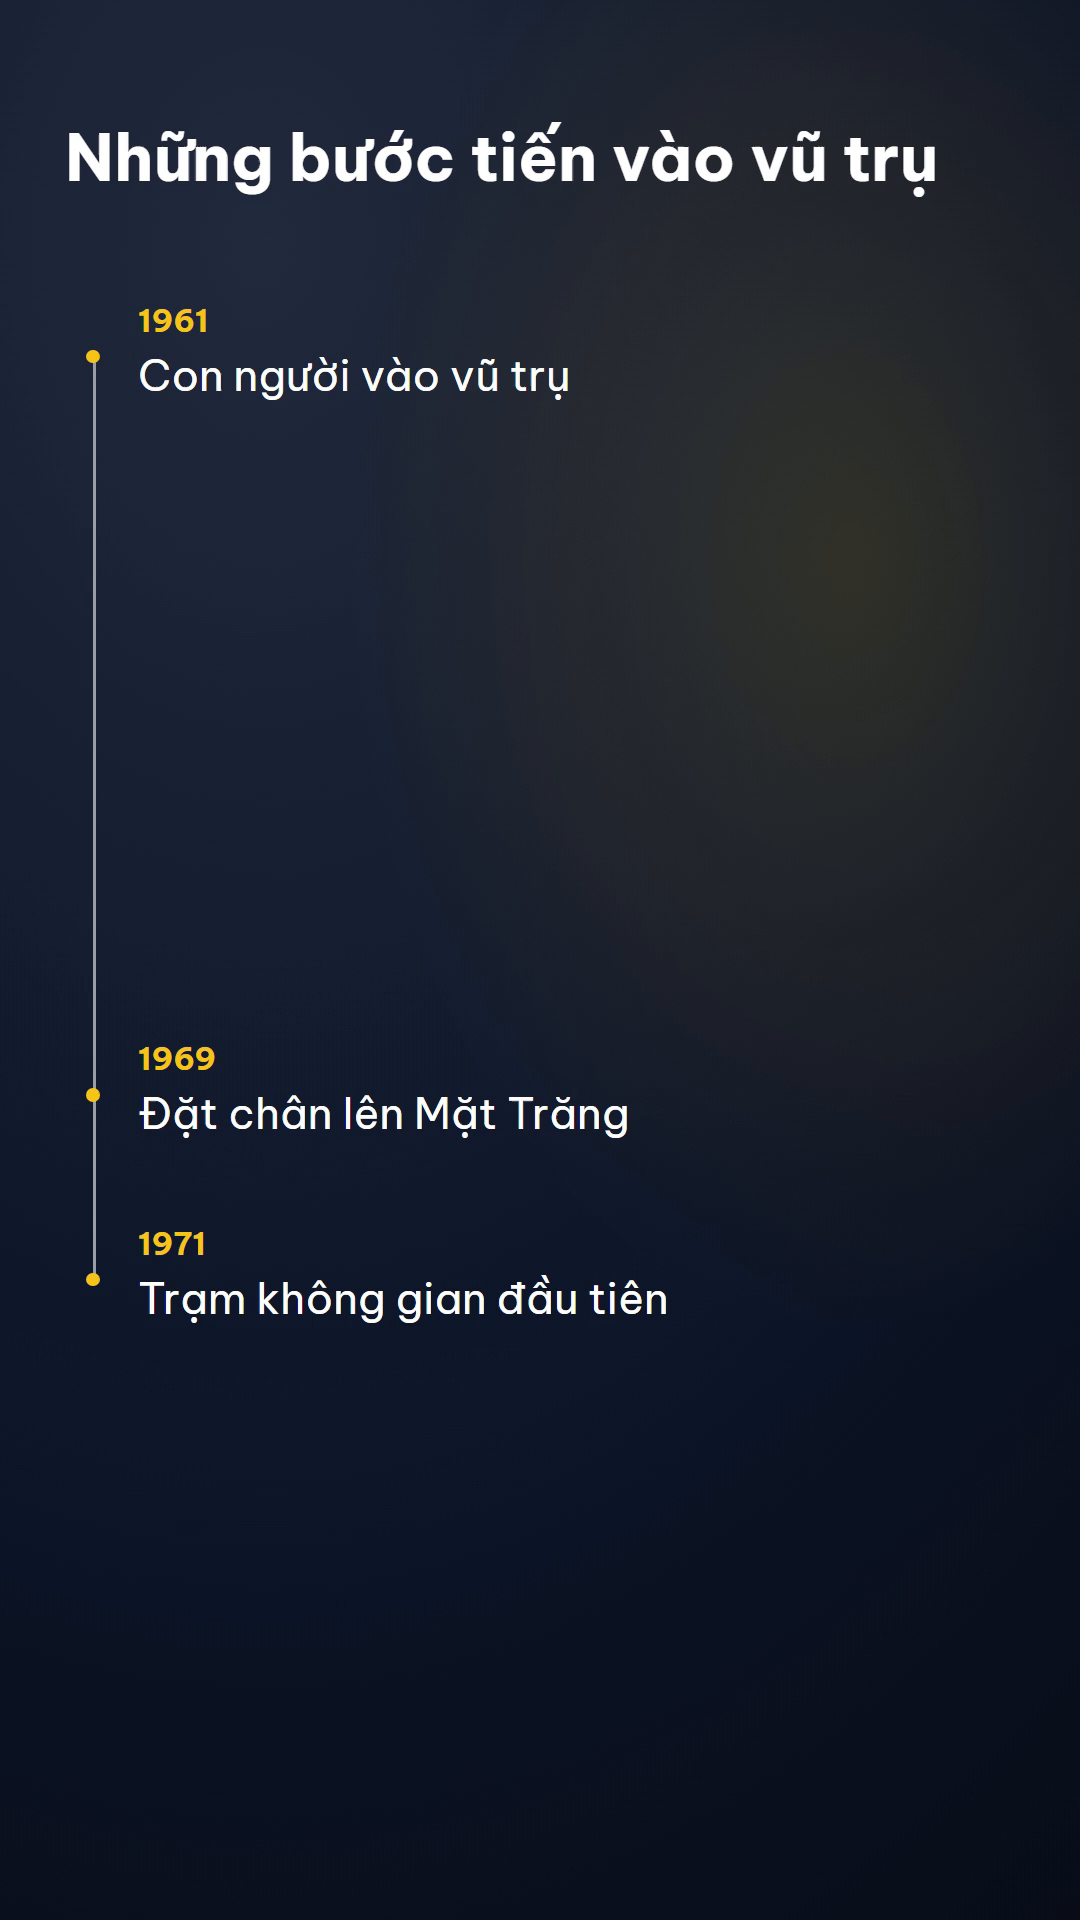 Những bước tiến vào vũ trụ
1961
Con người vào vũ trụ
1969
Đặt chân lên Mặt Trăng
1971
Trạm không gian đầu tiên